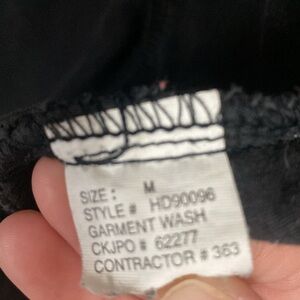 SIZE : M
STYLE # HD90096
GARMENT WASH
CKJPO # 62277
CONTRACTOR # 363